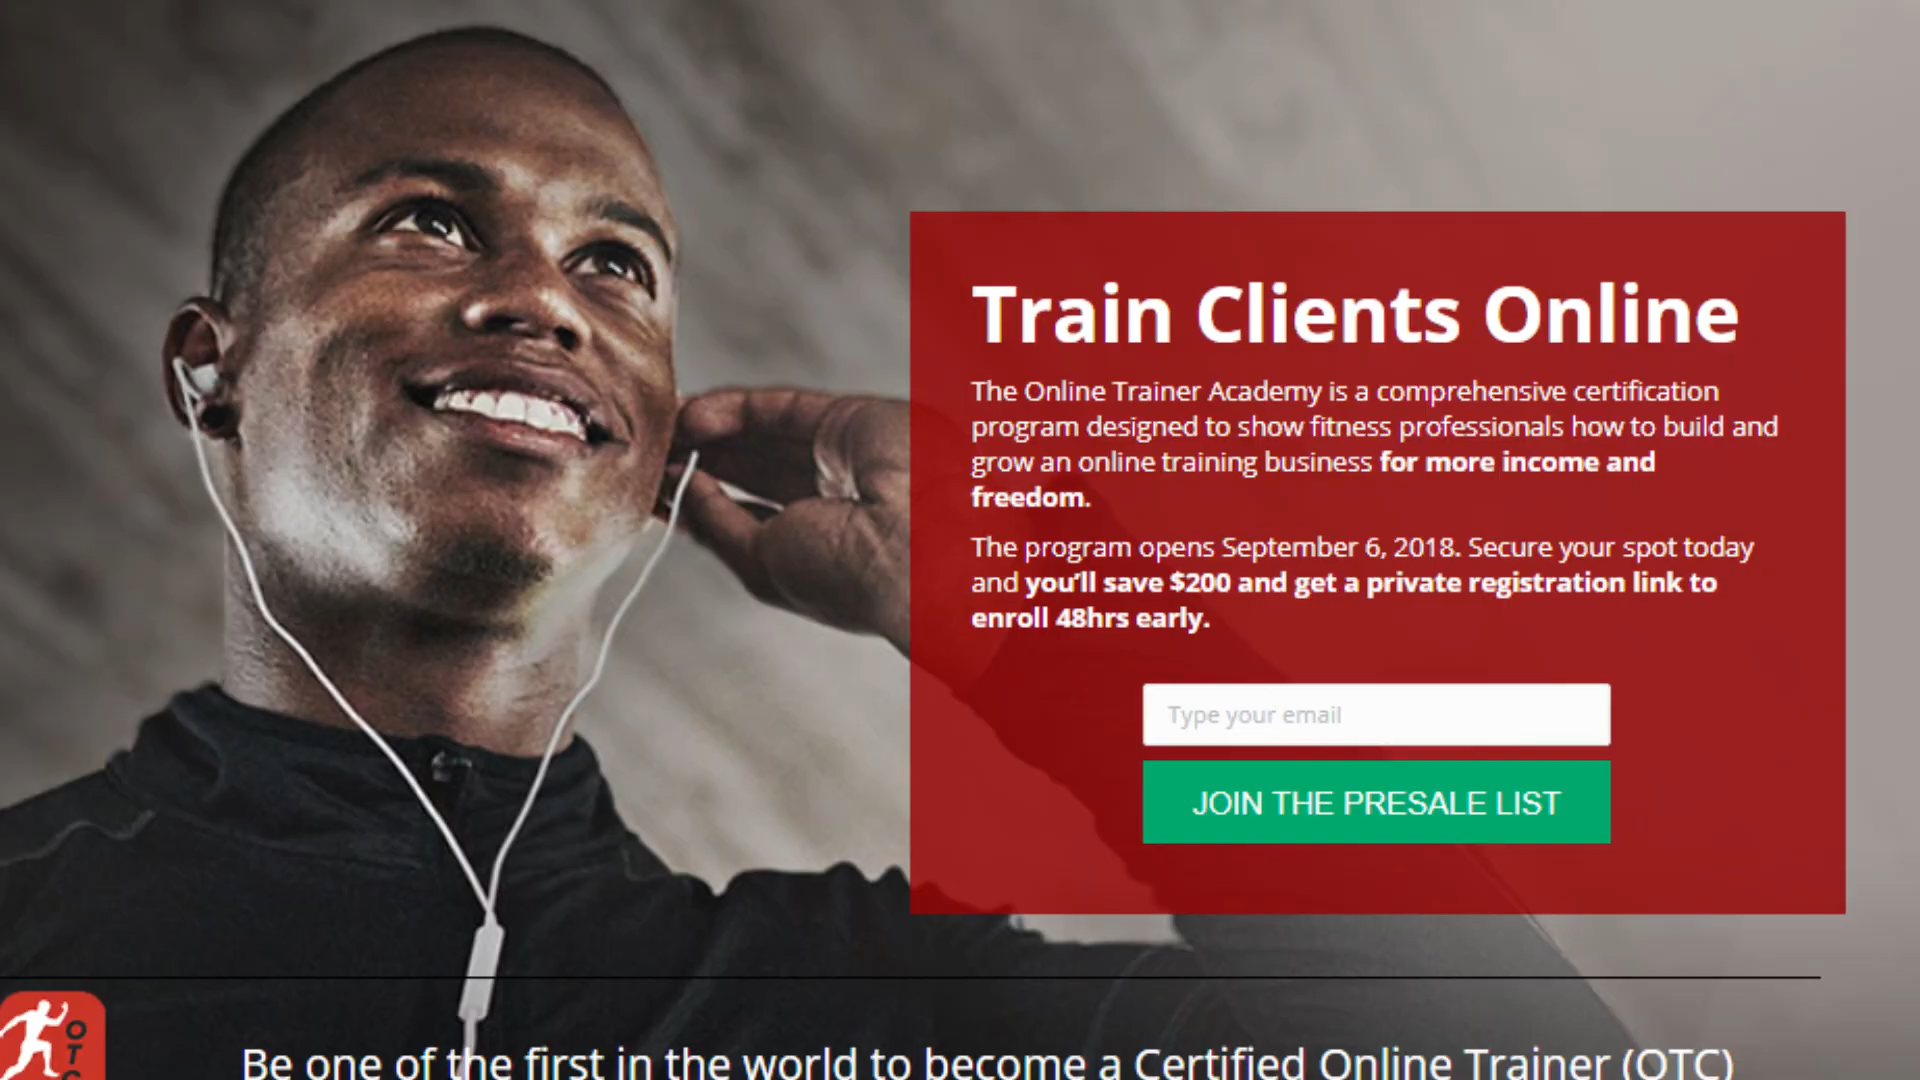 Train Clients Online
The Online Trainer Academy is a comprehensive certification
program designed to show fitness professionals how to build and
grow an online training business for more income and
freedom.
The program opens September 6, 2018. Secure your spot today
and you'll save $200 and get a private registration link to
enroll 48hrs early.
Type your email
JOIN THE PRESALE LIST
O
T
C
Be one of the first in the world to become a Certified Online Trainer (OTC)